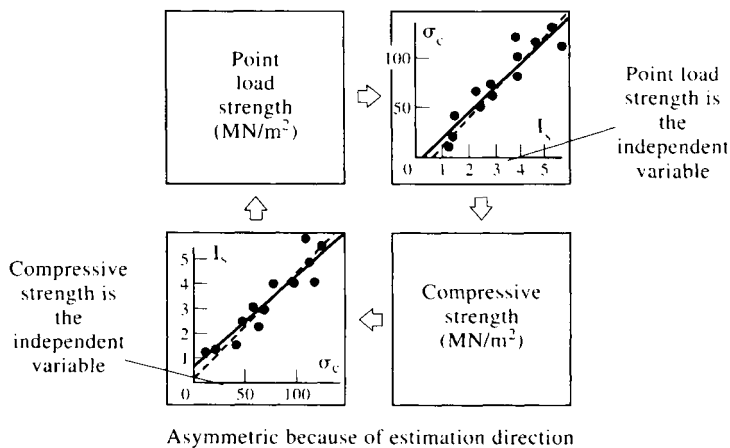 Point
load
strength
(MN/m²)
σc
100
50
Is
0 1 2 3 4 5
Point load
strength is
the
independent
variable
Compressive
strength is
the
independent
variable
Is
5
4
3
2
1
σc
0 50 100
Compressive
strength
(MN/m²)
Asymmetric because of estimation direction